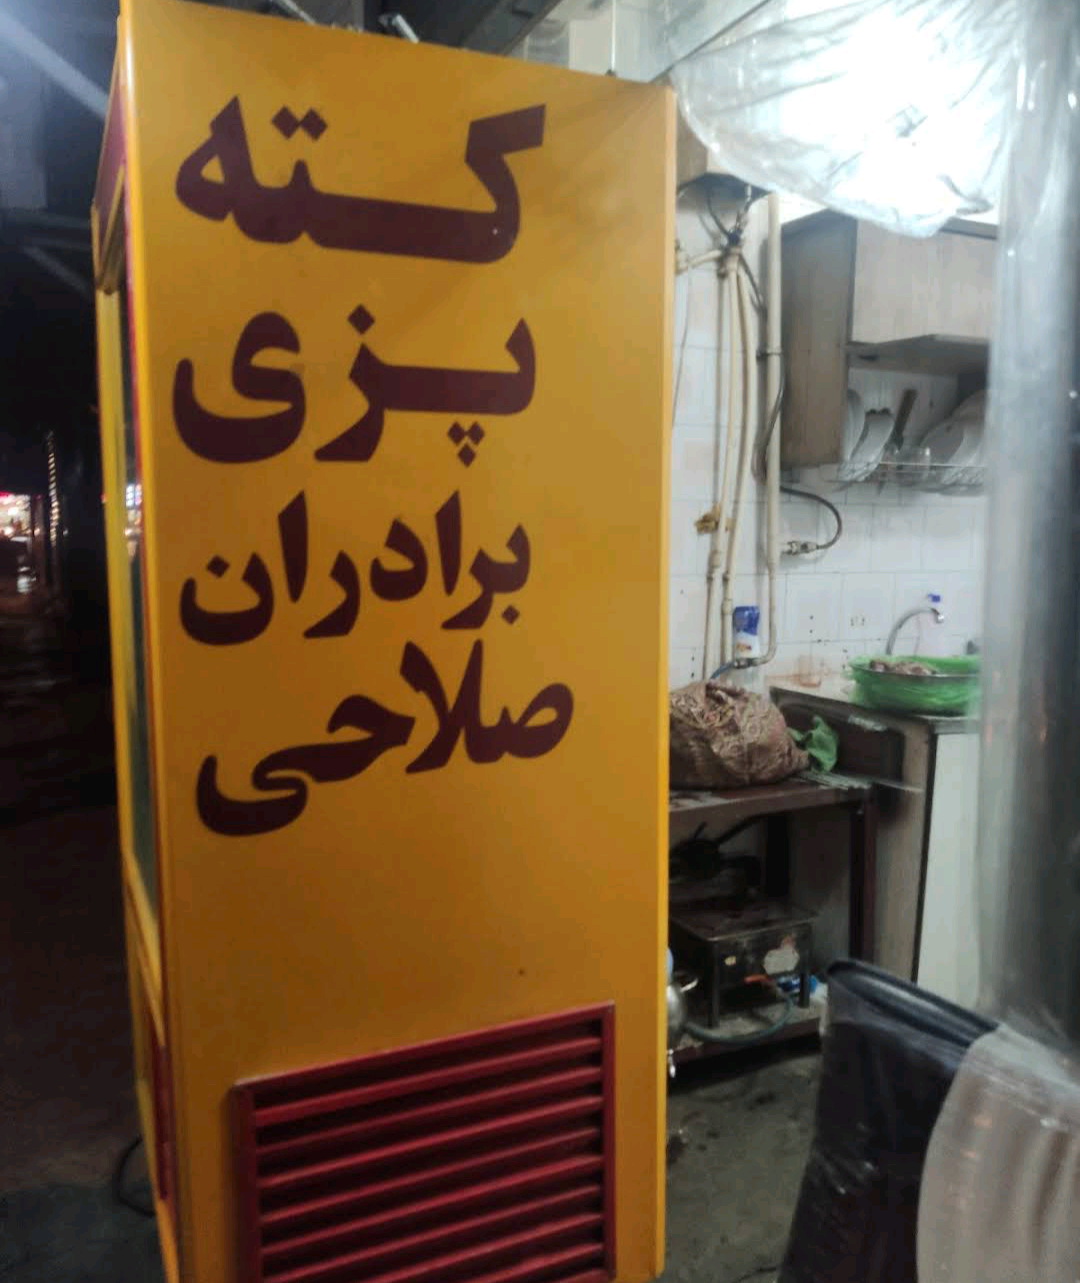 کته
پزی
برادران
صلاحی